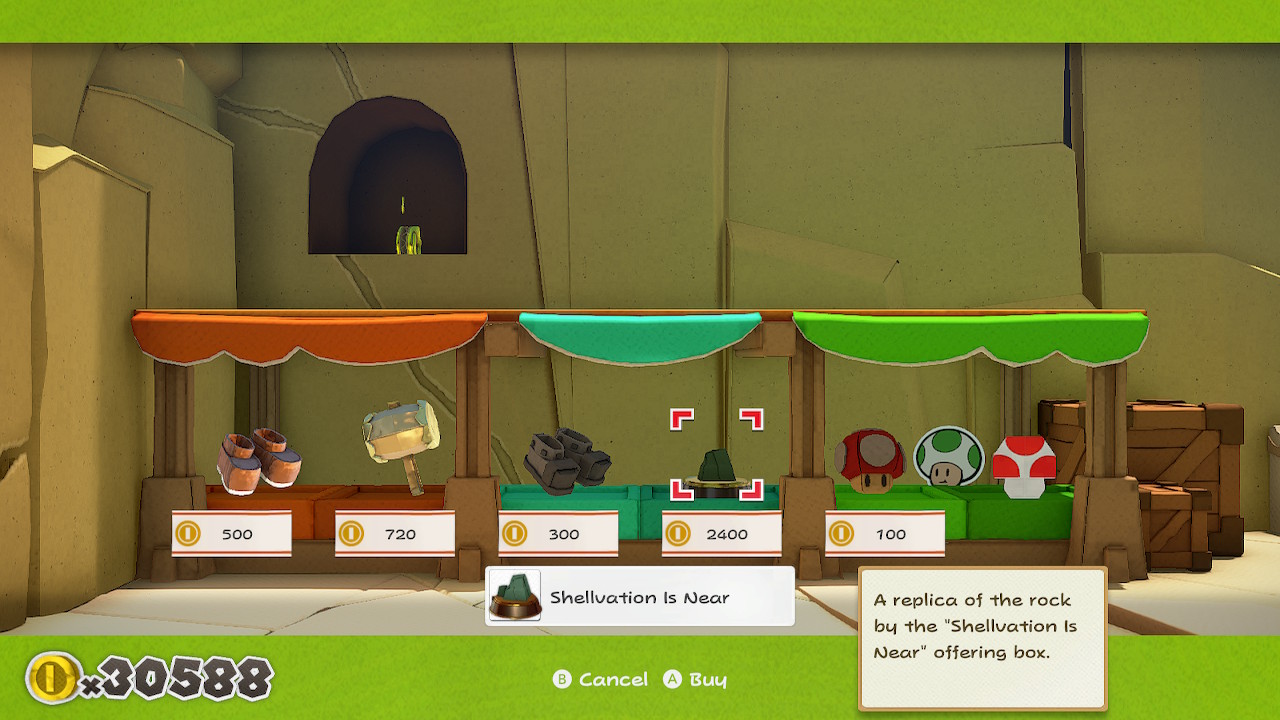 500
720
300
2400
100
Shellvation Is Near
A replica of the rock
by the "Shellvation Is
Near" offering box.
×30588
B Cancel A Buy